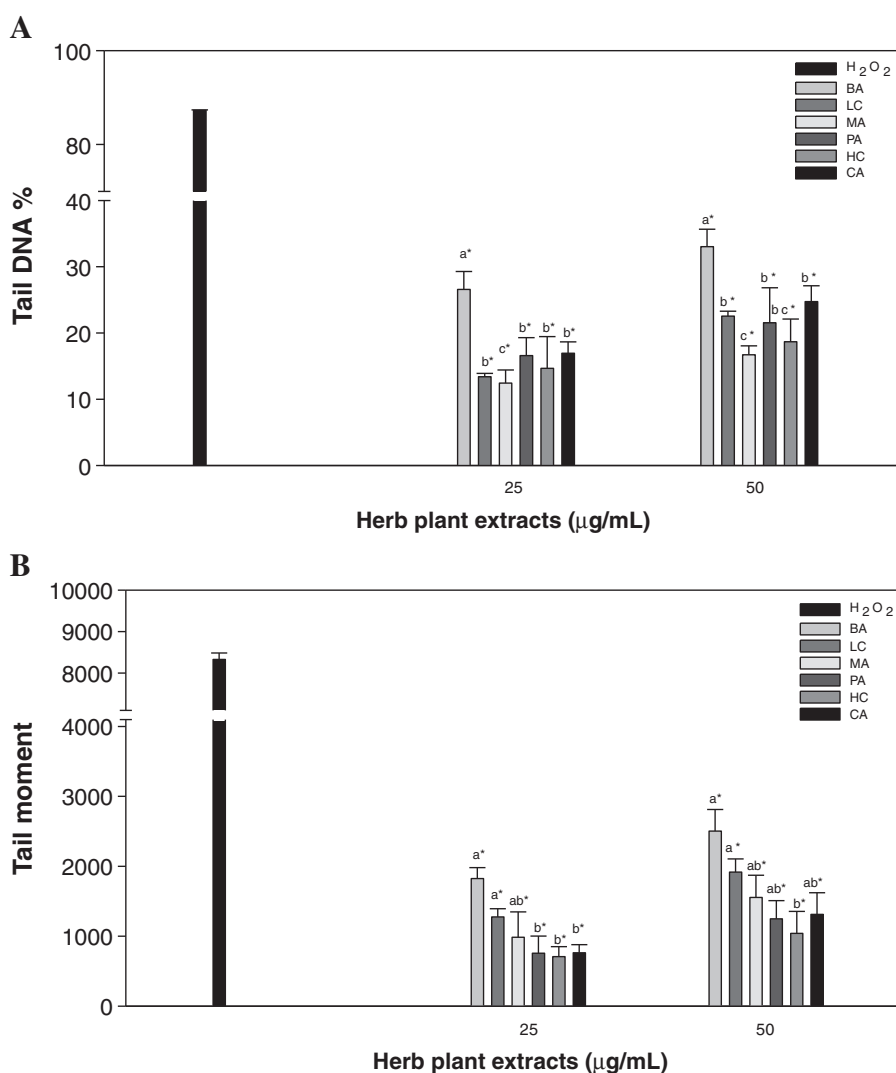 A
Tail DNA %
100
80
40
30
20
10
0
H2O2
BA
LC
MA
PA
HC
CA
a*
b*
c*
b*
b*
b*
a*
b*
c*
b*
bc*
b*
25
50
Herb plant extracts (μg/mL)
B
Tail moment
10000
9000
8000
4000
3000
2000
1000
0
H2O2
BA
LC
MA
PA
HC
CA
a*
a*
ab*
b*
b*
b*
a*
a*
ab*
ab*
b*
ab*
25
50
Herb plant extracts (μg/mL)